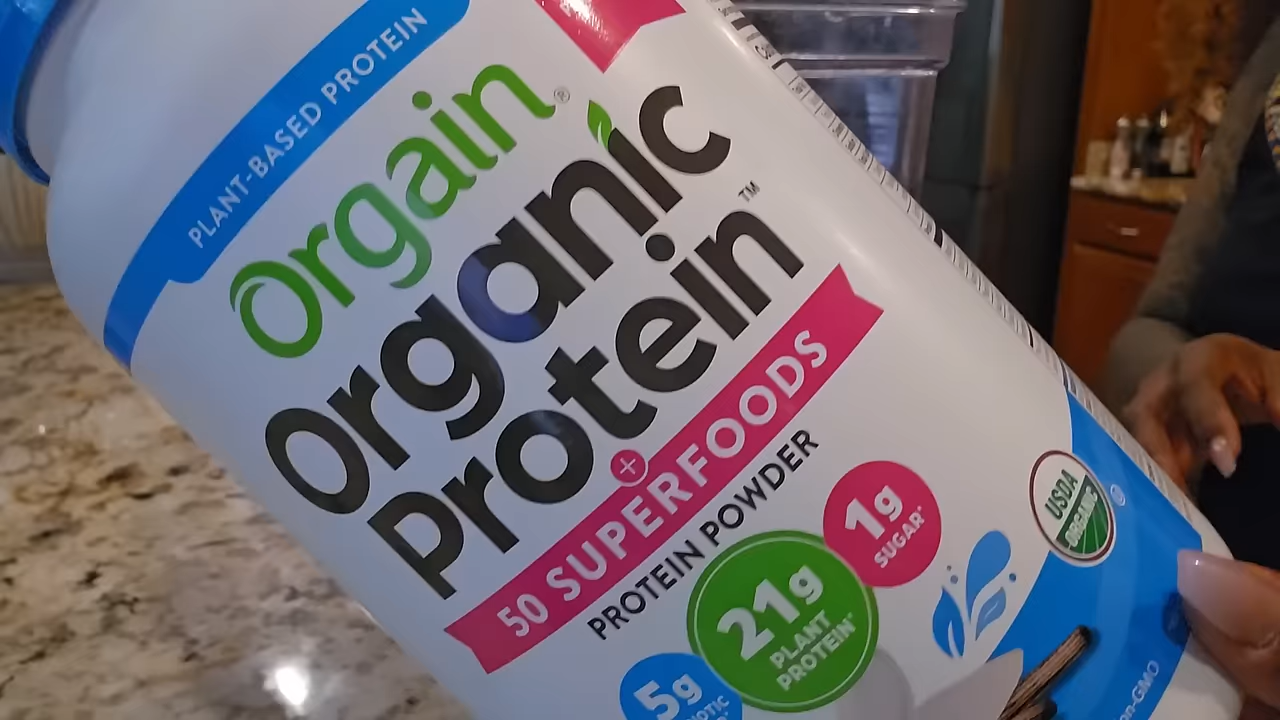 PLANT-BASED PROTEIN
Orgain®
Organic
Protein™
+
50 SUPERFOODS
PROTEIN POWDER
1g
SUGAR*
21g
PLANT
PROTEIN*
5g
USDA
ORGANIC